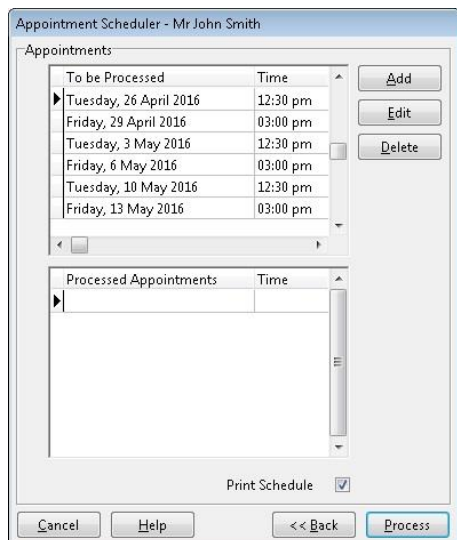 Appointment Scheduler - Mr John Smith
Appointments
To be Processed Time
Tuesday, 26 April 2016 12:30 pm
Friday, 29 April 2016 03:00 pm
Tuesday, 3 May 2016 12:30 pm
Friday, 6 May 2016 03:00 pm
Tuesday, 10 May 2016 12:30 pm
Friday, 13 May 2016 03:00 pm
Add
Edit
Delete
Processed Appointments Time
Print Schedule
Cancel Help << Back Process